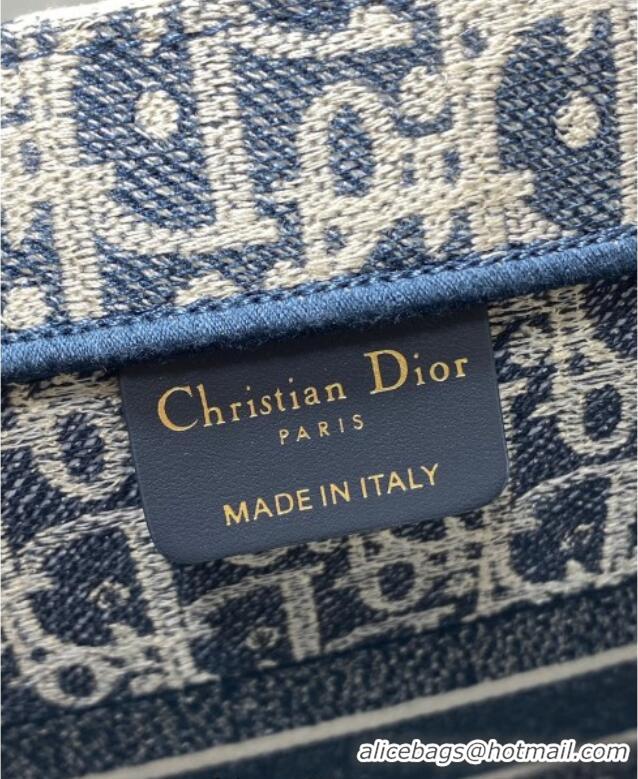 Christian Dior
PARIS
MADE IN ITALY
alicebags@hotmail.com